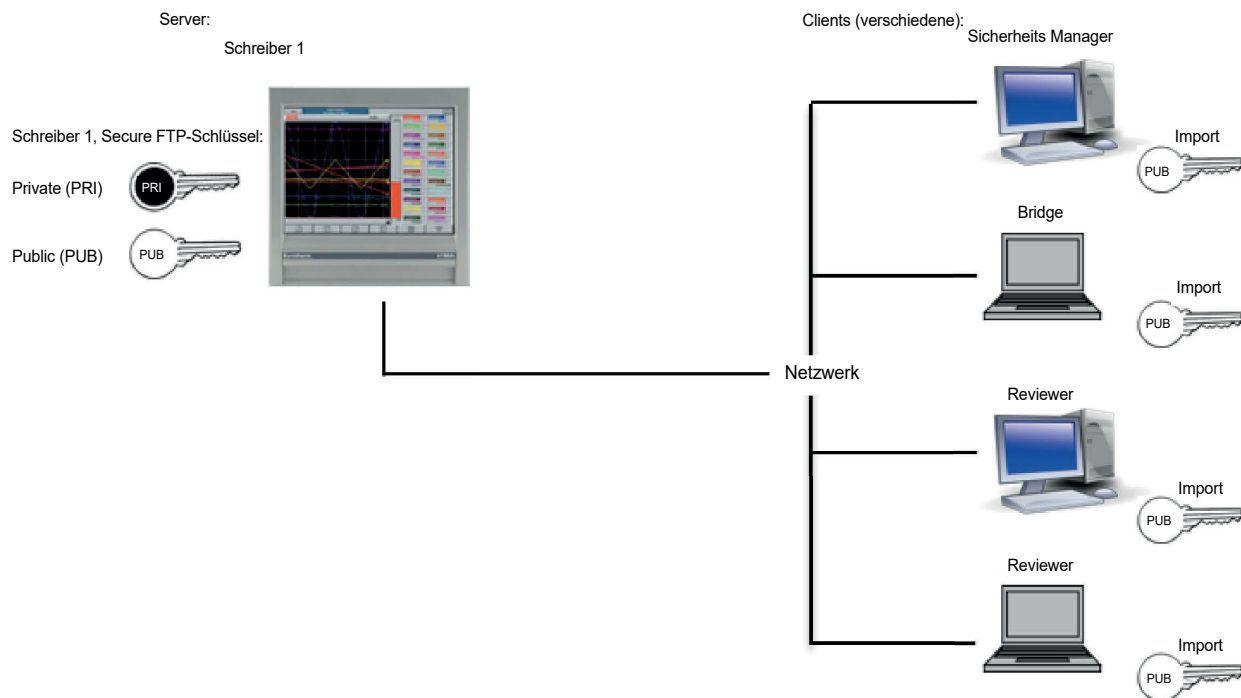 Server:
Schreiber 1
Schreiber 1, Secure FTP-Schlüssel:
Private (PRI)
PRI
Public (PUB)
PUB
Clients (verschiedene):
Sicherheits Manager
Import
PUB
Bridge
Import
PUB
Netzwerk
Reviewer
Import
PUB
Reviewer
Import
PUB